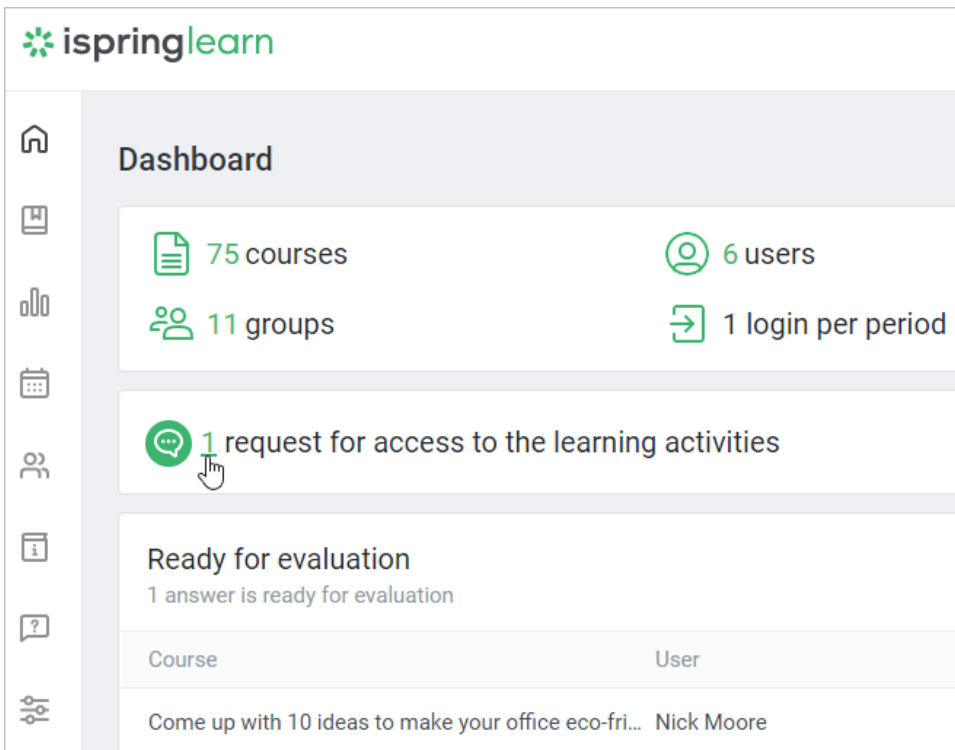 ispringlearn
Dashboard
75 courses
6 users
11 groups
1 login per period
1 request for access to the learning activities
Ready for evaluation
1 answer is ready for evaluation
Course
User
Come up with 10 ideas to make your office eco-fri...
Nick Moore